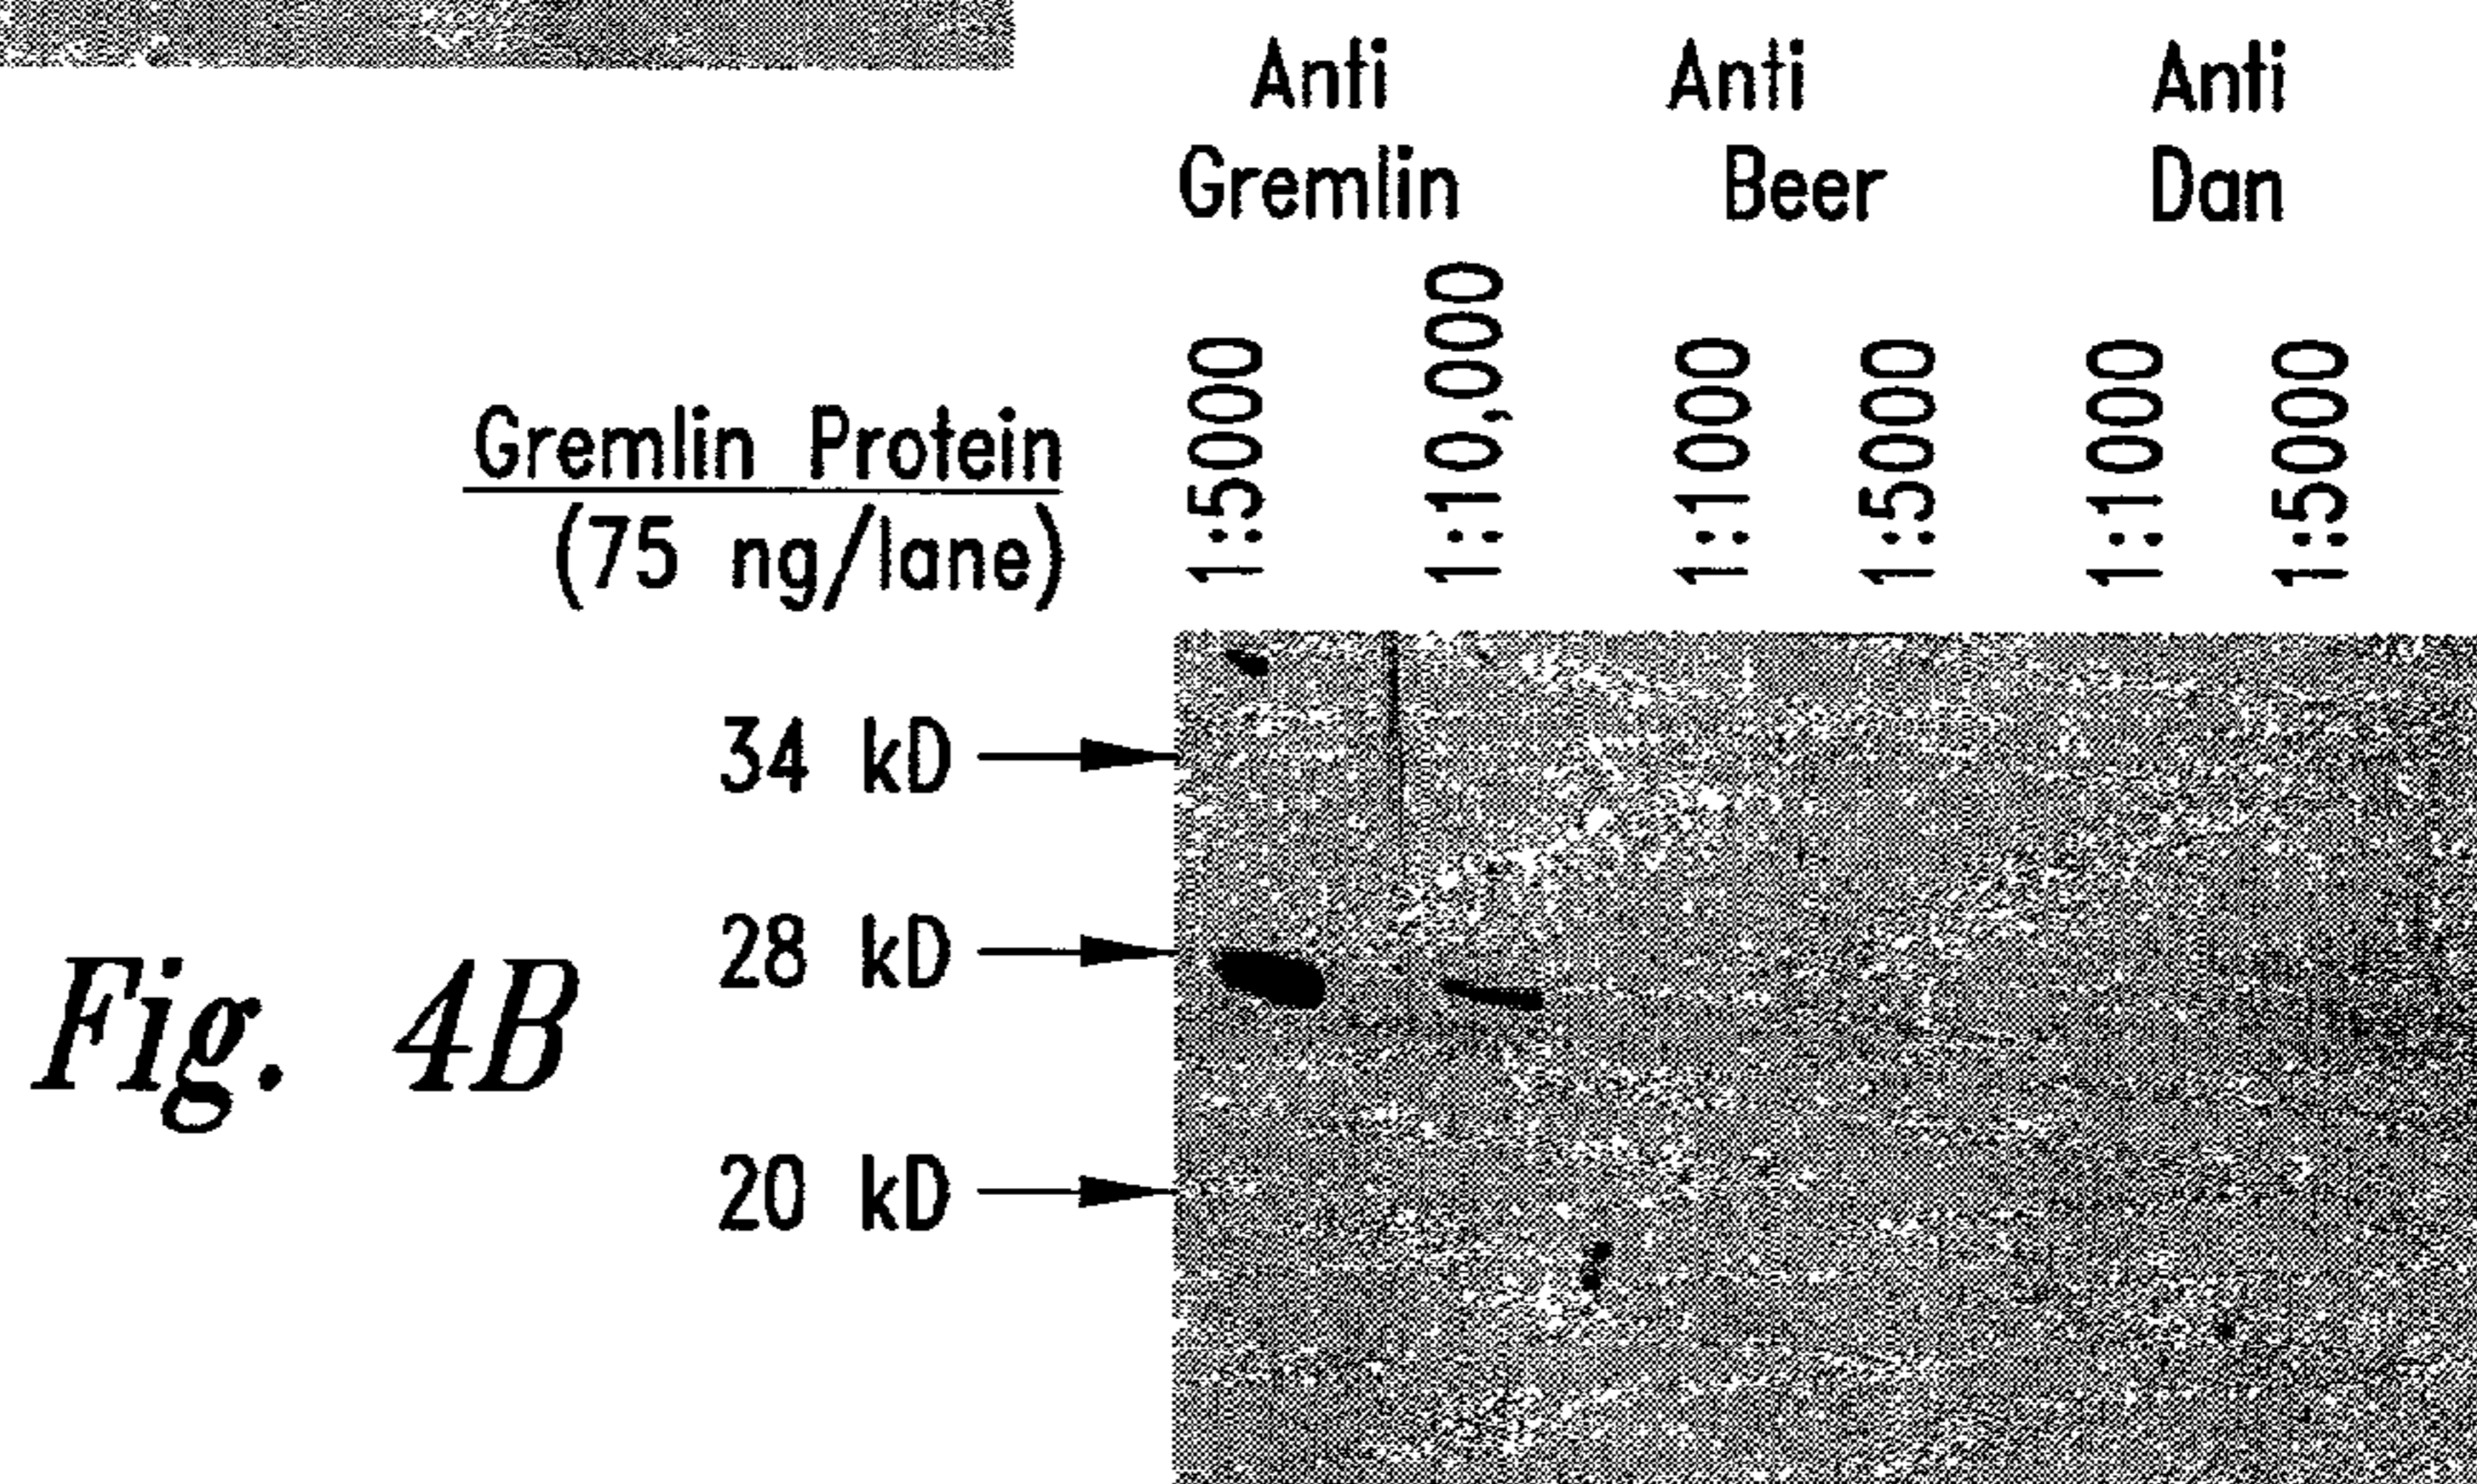 Anti Anti Anti
Gremlin Beer Dan
1:5000 1:10,000 1:1000 1:5000 1:1000 1:5000
Gremlin Protein
(75 ng/lane)
34 kD
28 kD
20 kD
Fig. 4B